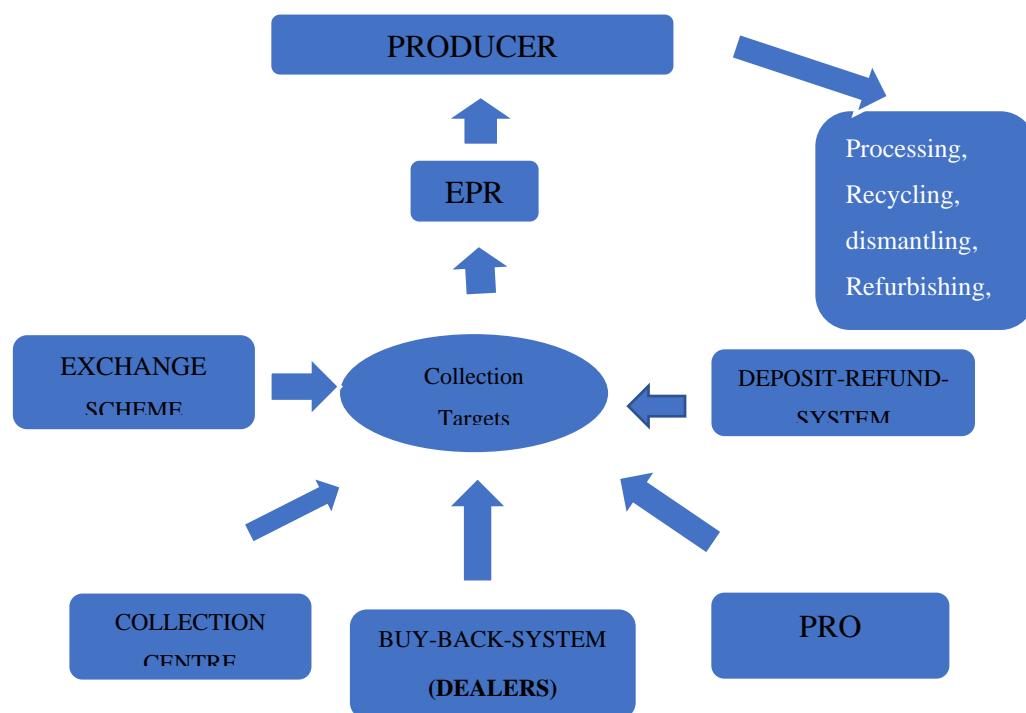 PRODUCER
EPR
Processing,
Recycling,
dismantling,
Refurbishing,
EXCHANGE
SCHEME
Collection
Targets
DEPOSIT-REFUND-
SYSTEM
COLLECTION
CENTRE
BUY-BACK-SYSTEM
(DEALERS)
PRO